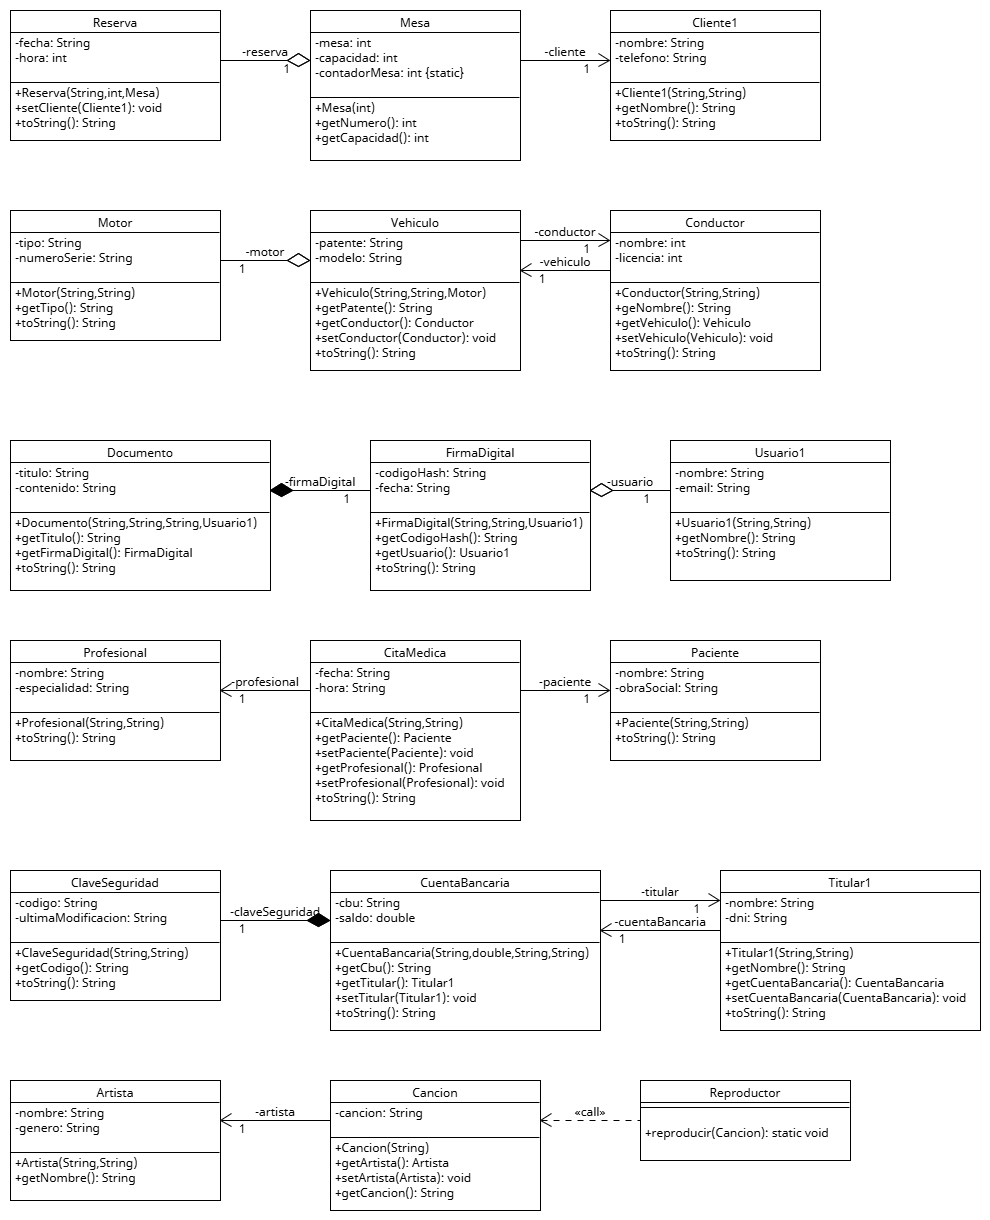 Reserva
-fecha: String
-hora: int
+Reserva(String,int,Mesa)
+setCliente(Cliente1): void
+toString(): String
-reserva
1
Mesa
-mesa: int
-capacidad: int
-contadorMesa: int {static}
+Mesa(int)
+getNumero(): int
+getCapacidad(): int
-cliente
1
Cliente1
-nombre: String
-telefono: String
+Cliente1(String,String)
+getNombre(): String
+toString(): String
Motor
-tipo: String
-numeroSerie: String
+Motor(String,String)
+getTipo(): String
+toString(): String
-motor
1
Vehiculo
-patente: String
-modelo: String
+Vehiculo(String,String,Motor)
+getPatente(): String
+getConductor(): Conductor
+setConductor(Conductor): void
+toString(): String
-conductor
1
-vehiculo
1
Conductor
-nombre: int
-licencia: int
+Conductor(String,String)
+geNombre(): String
+getVehiculo(): Vehiculo
+setVehiculo(Vehiculo): void
+toString(): String
Documento
-titulo: String
-contenido: String
+Documento(String,String,String,Usuario1)
+getTitulo(): String
+getFirmaDigital(): FirmaDigital
+toString(): String
-firmaDigital
1
FirmaDigital
-codigoHash: String
-fecha: String
+FirmaDigital(String,String,Usuario1)
+getCodigoHash(): String
+getUsuario(): Usuario1
+toString(): String
-usuario
1
Usuario1
-nombre: String
-email: String
+Usuario1(String,String)
+getNombre(): String
+toString(): String
Profesional
-nombre: String
-especialidad: String
+Profesional(String,String)
+toString(): String
-profesional
1
CitaMedica
-fecha: String
-hora: String
+CitaMedica(String,String)
+getPaciente(): Paciente
+setPaciente(Paciente): void
+getProfesional(): Profesional
+setProfesional(Profesional): void
+toString(): String
-paciente
1
Paciente
-nombre: String
-obraSocial: String
+Paciente(String,String)
+toString(): String
ClaveSeguridad
-codigo: String
-ultimaModificacion: String
+ClaveSeguridad(String,String)
+getCodigo(): String
+toString(): String
-claveSeguridad
1
CuentaBancaria
-cbu: String
-saldo: double
+CuentaBancaria(String,double,String,String)
+getCbu(): String
+getTitular(): Titular1
+setTitular(Titular1): void
+toString(): String
-titular
1
-cuentaBancaria
1
Titular1
-nombre: String
-dni: String
+Titular1(String,String)
+getNombre(): String
+getCuentaBancaria(): CuentaBancaria
+setCuentaBancaria(CuentaBancaria): void
+toString(): String
Artista
-nombre: String
-genero: String
+Artista(String,String)
+getNombre(): String
-artista
1
Cancion
-cancion: String
+Cancion(String)
+getArtista(): Artista
+setArtista(Artista): void
+getCancion(): String
«call»
Reproductor
+reproducir(Cancion): static void